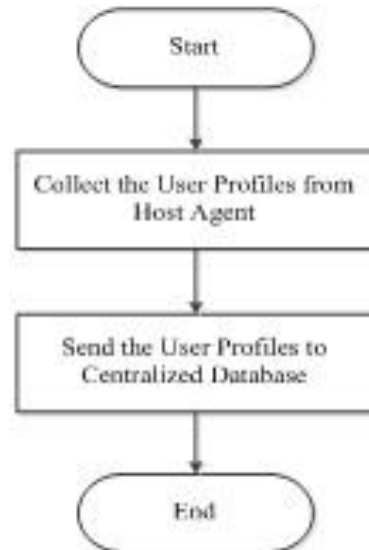 Start
Collect the User Profiles from
Host Agent
Send the User Profiles to
Centralized Database
End